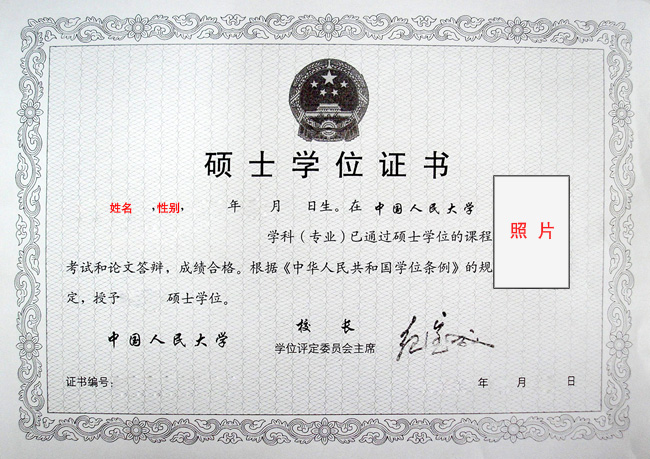 硕士学位证书
姓名 ,性别, 年 月 日生。在 中国人民大学
学科(专业)已通过硕士学位的课程
照片
考试和论文答辩,成绩合格。根据《中华人民共和国学位条例》的规
定,授予 硕士学位。
中国人民大学
校长
学位评定委员会主席
证书编号:
年 月 日